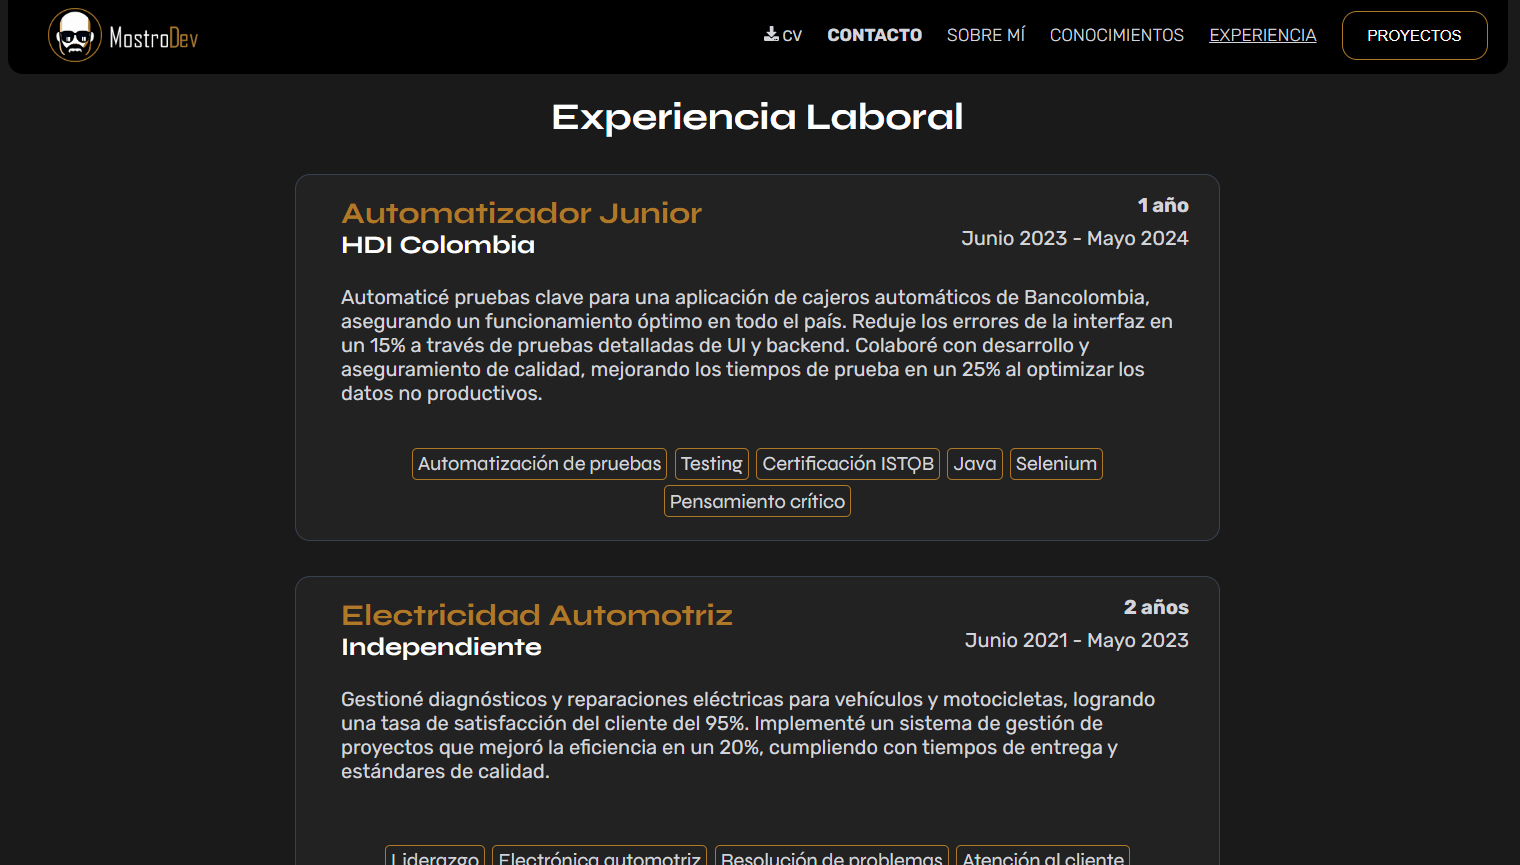 MostroDev
CV
CONTACTO
SOBRE MÍ
CONOCIMIENTOS
EXPERIENCIA
PROYECTOS
Experiencia Laboral
Automatizador Junior
1 año
HDI Colombia
Junio 2023 - Mayo 2024
Automaticé pruebas clave para una aplicación de cajeros automáticos de Bancolombia,
asegurando un funcionamiento óptimo en todo el país. Reduje los errores de la interfaz en
un 15% a través de pruebas detalladas de UI y backend. Colaboré con desarrollo y
aseguramiento de calidad, mejorando los tiempos de prueba en un 25% al optimizar los
datos no productivos.
Automatización de pruebas
Testing
Certificación ISTQB
Java
Selenium
Pensamiento crítico
Electricidad Automotriz
2 años
Independiente
Junio 2021 - Mayo 2023
Gestioné diagnósticos y reparaciones eléctricas para vehículos y motocicletas, logrando
una tasa de satisfacción del cliente del 95%. Implementé un sistema de gestión de
proyectos que mejoró la eficiencia en un 20%, cumpliendo con tiempos de entrega y
estándares de calidad.
Liderazgo
Electrónica automotriz
Resolución de problemas
Atención al cliente